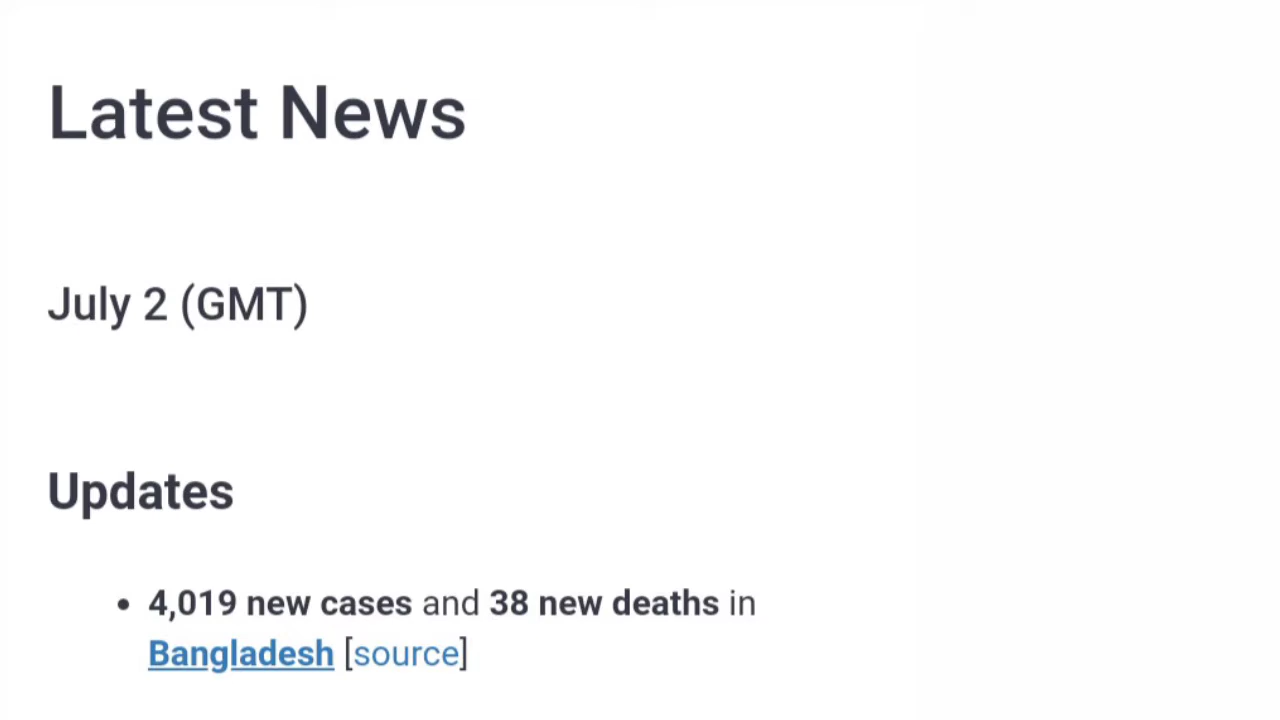 Latest News
July 2 (GMT)
Updates
• 4,019 new cases and 38 new deaths in
Bangladesh [source]